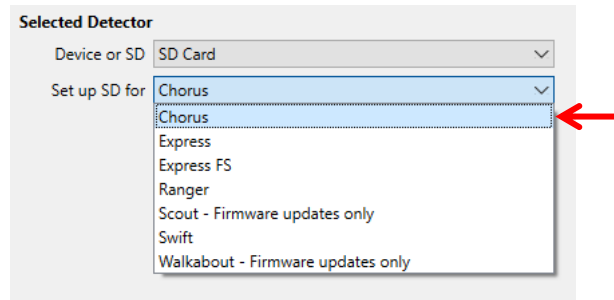 Selected Detector
Device or SD SD Card
Set up SD for Chorus
Chorus
Express
Express FS
Ranger
Scout - Firmware updates only
Swift
Walkabout - Firmware updates only